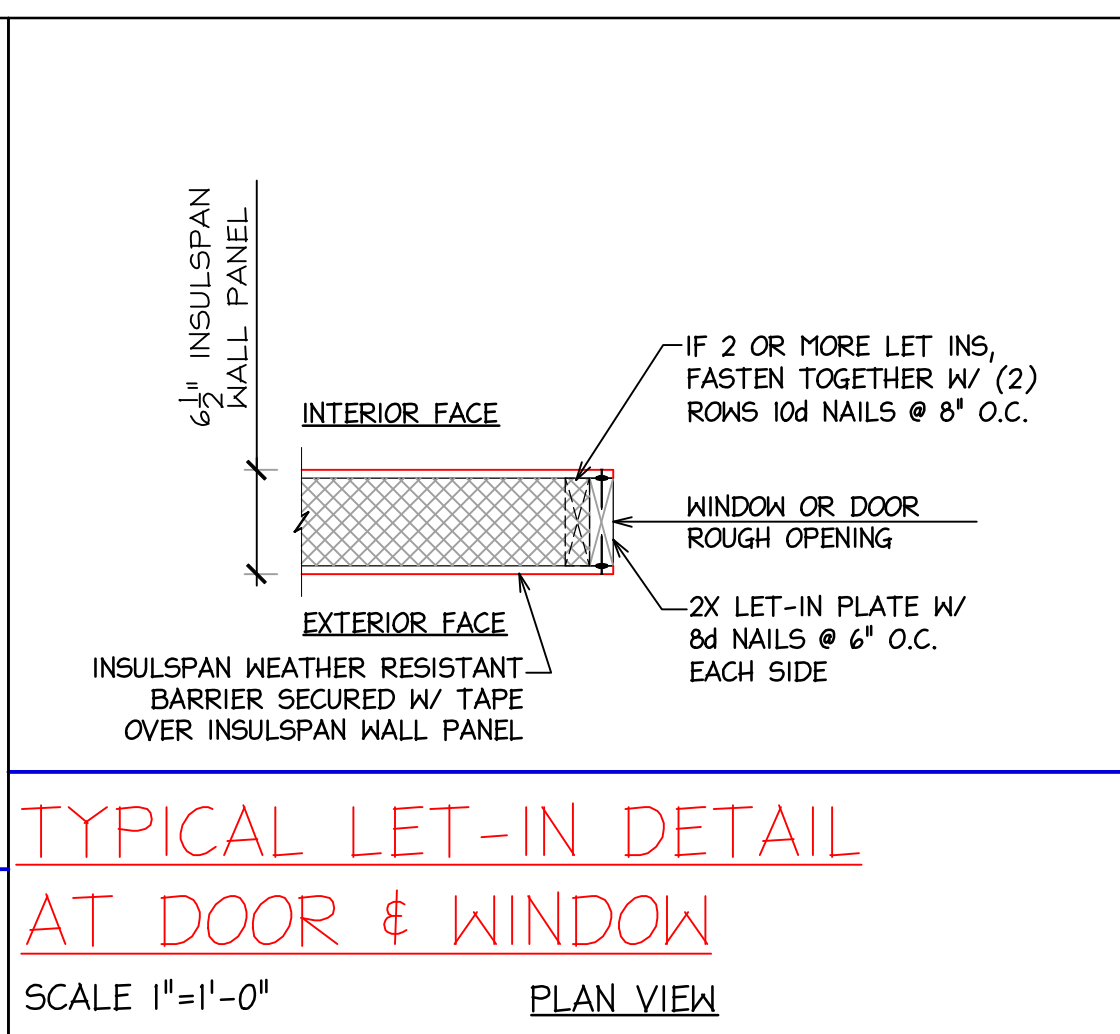 6 1/2" INSULSPAN
WALL PANEL
INTERIOR FACE
IF 2 OR MORE LET INS,
FASTEN TOGETHER W/ (2)
ROWS 10d NAILS @ 8" O.C.
WINDOW OR DOOR
ROUGH OPENING
2X LET-IN PLATE W/
8d NAILS @ 6" O.C.
EACH SIDE
EXTERIOR FACE
INSULSPAN WEATHER RESISTANT
BARRIER SECURED W/ TAPE
OVER INSULSPAN WALL PANEL
TYPICAL LET-IN DETAIL
AT DOOR & WINDOW
SCALE 1"=1'-0"
PLAN VIEW